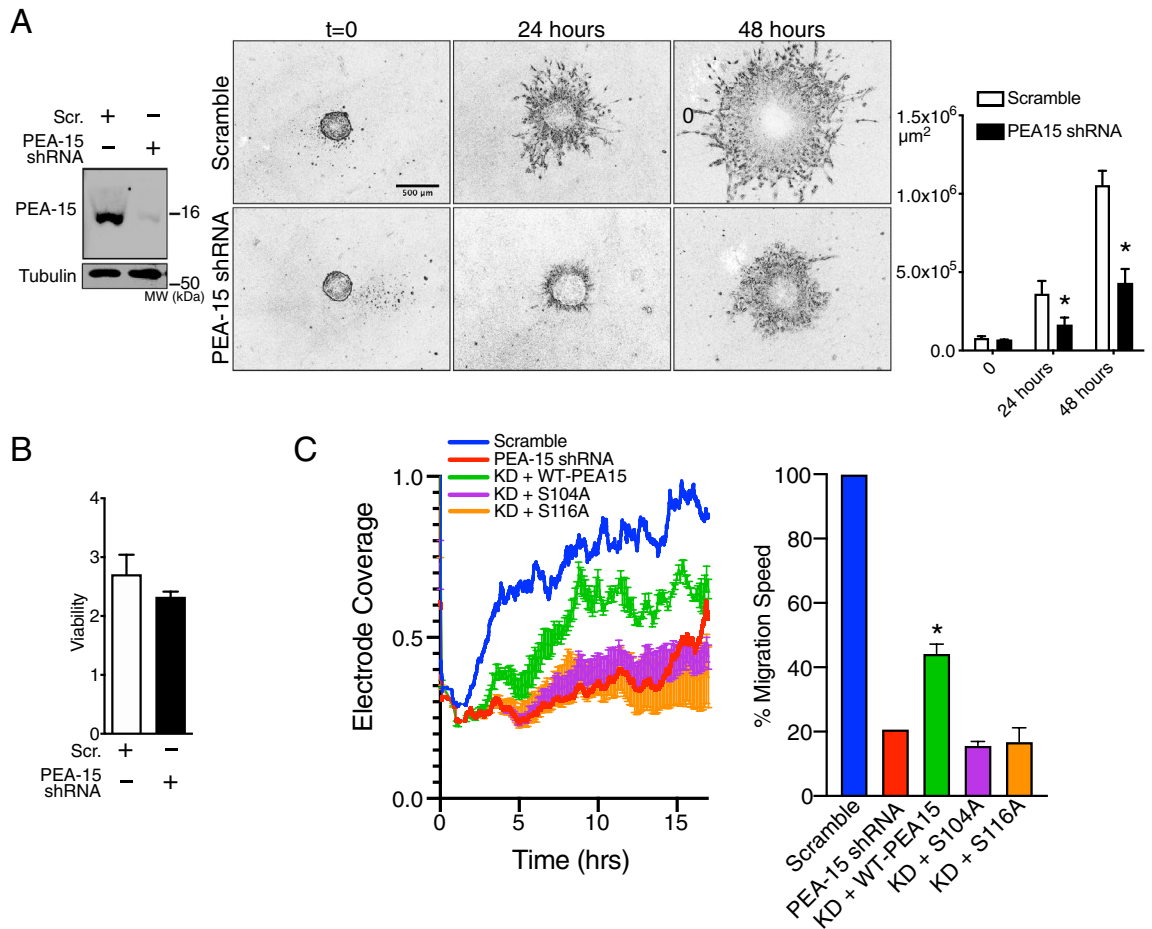 A
t=0
24 hours
48 hours
Scr. + –
PEA-15 shRNA – +
PEA-15
–16
Tubulin
–50
MW (kDa)
Scramble
PEA-15 shRNA
500 µm
0
Scramble
PEA15 shRNA
1.5x10⁶
µm²
1.0x10⁶
5.0x10⁵
0.0
*
*
0
24 hours
48 hours
B
Viability
4
3
2
1
0
Scr. + –
PEA-15 shRNA – +
C
Scramble
PEA-15 shRNA
KD + WT-PEA15
KD + S104A
KD + S116A
Electrode Coverage
1.0
0.5
0.0
0
5
10
15
Time (hrs)
% Migration Speed
100
80
60
40
20
0
*
Scramble
PEA-15 shRNA
KD + WT-PEA15
KD + S104A
KD + S116A